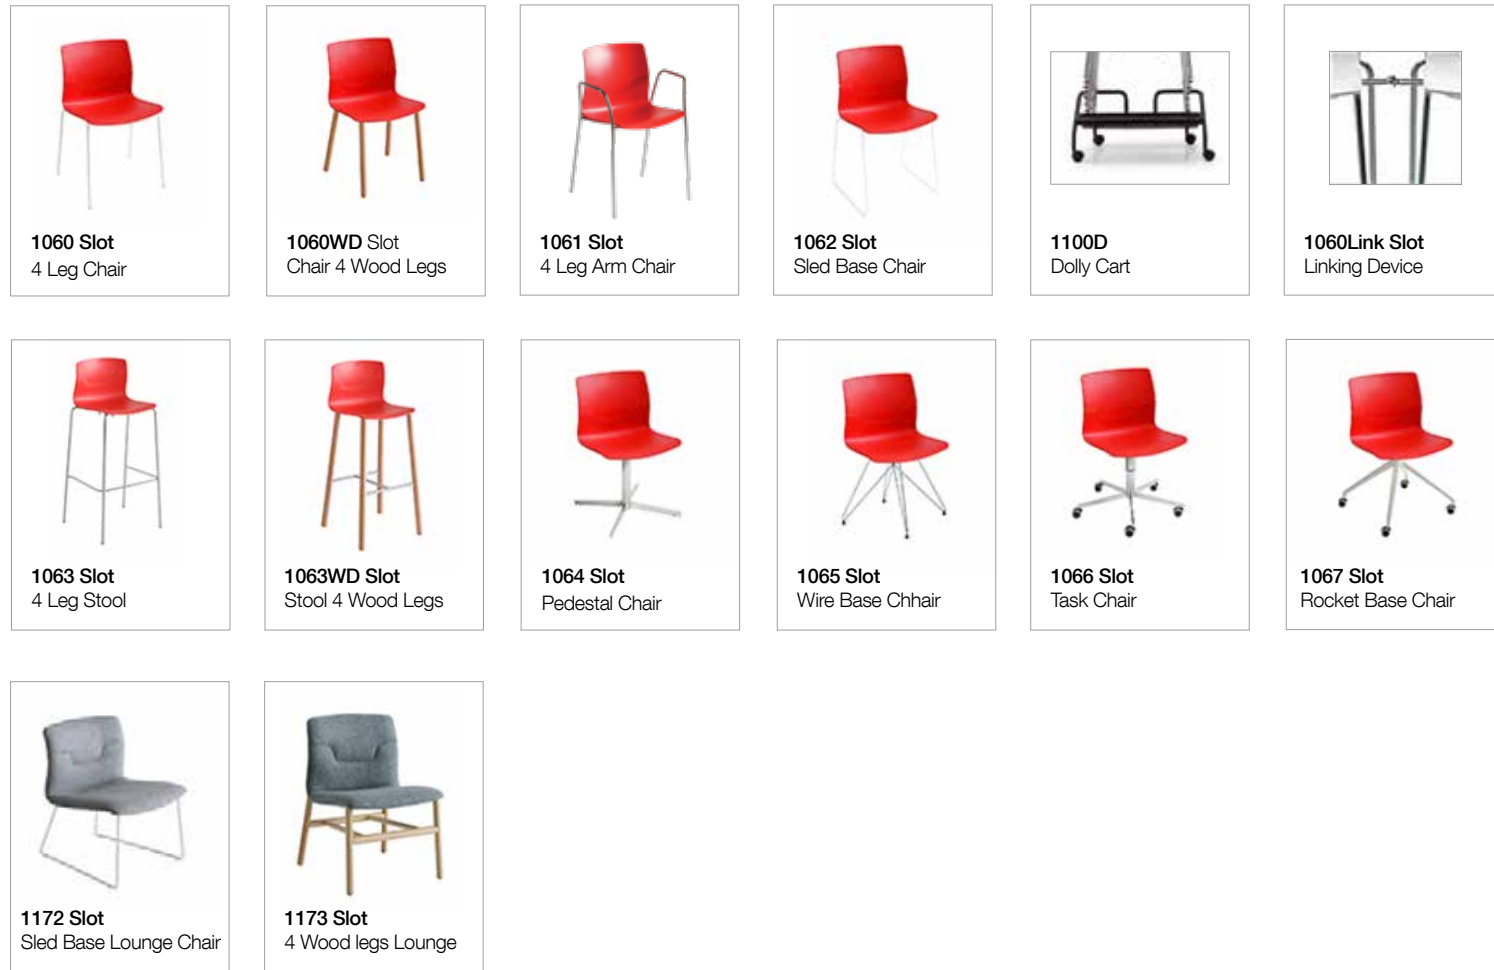 1060 Slot
4 Leg Chair
1060WD Slot
Chair 4 Wood Legs
1061 Slot
4 Leg Arm Chair
1062 Slot
Sled Base Chair
1100D
Dolly Cart
1060Link Slot
Linking Device
1063 Slot
4 Leg Stool
1063WD Slot
Stool 4 Wood Legs
1064 Slot
Pedestal Chair
1065 Slot
Wire Base Chhair
1066 Slot
Task Chair
1067 Slot
Rocket Base Chair
1172 Slot
Sled Base Lounge Chair
1173 Slot
4 Wood legs Lounge